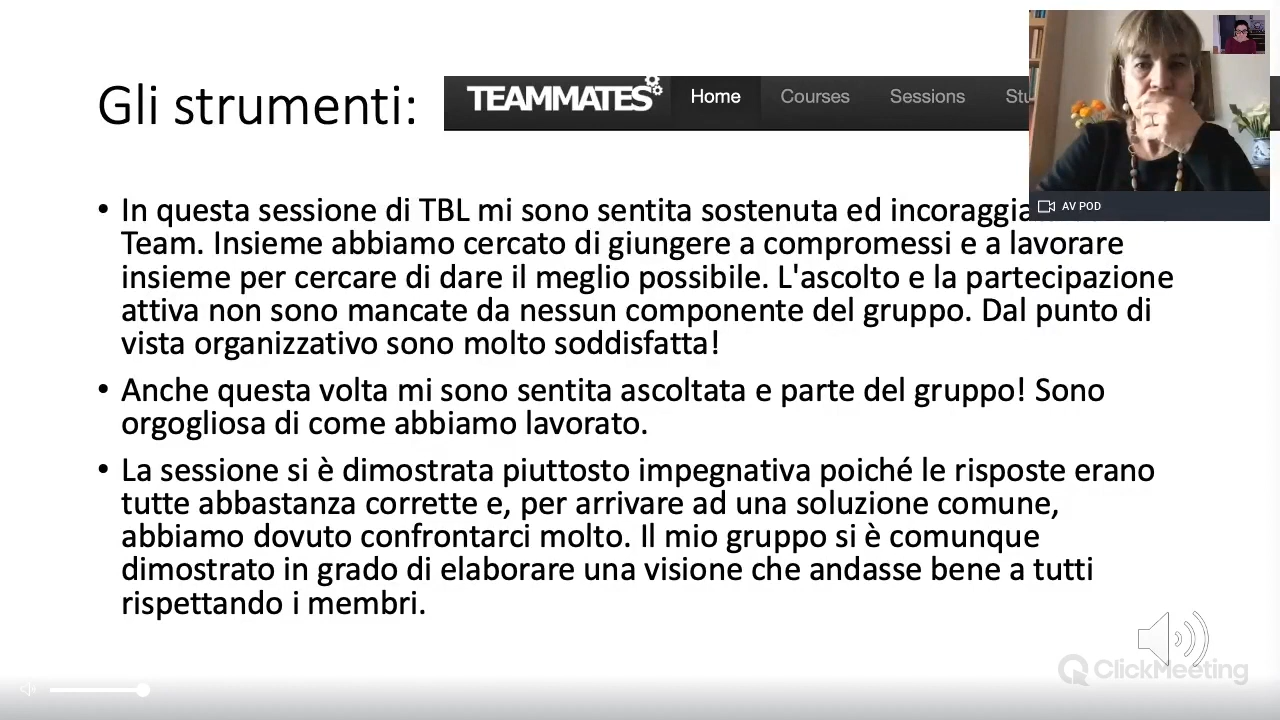 Gli strumenti:
TEAMMATES Home Courses Sessions
AV POD
• In questa sessione di TBL mi sono sentita sostenuta ed
Team. Insieme abbiamo cercato di giungere a compromessi e a lavorare
insieme per cercare di dare il meglio possibile. L'ascolto e la partecipazione
attiva non sono mancate da nessun componente del gruppo. Dal punto di
vista organizzativo sono molto soddisfatta!
• Anche questa volta mi sono sentita ascoltata e parte del gruppo! Sono
orgogliosa di come abbiamo lavorato.
• La sessione si è dimostrata piuttosto impegnativa poiché le risposte erano
tutte abbastanza corrette e, per arrivare ad una soluzione comune,
abbiamo dovuto confrontarci molto. Il mio gruppo si è comunque
dimostrato in grado di elaborare una visione che andasse bene a tutti
rispettando i membri.
ClickMeeting